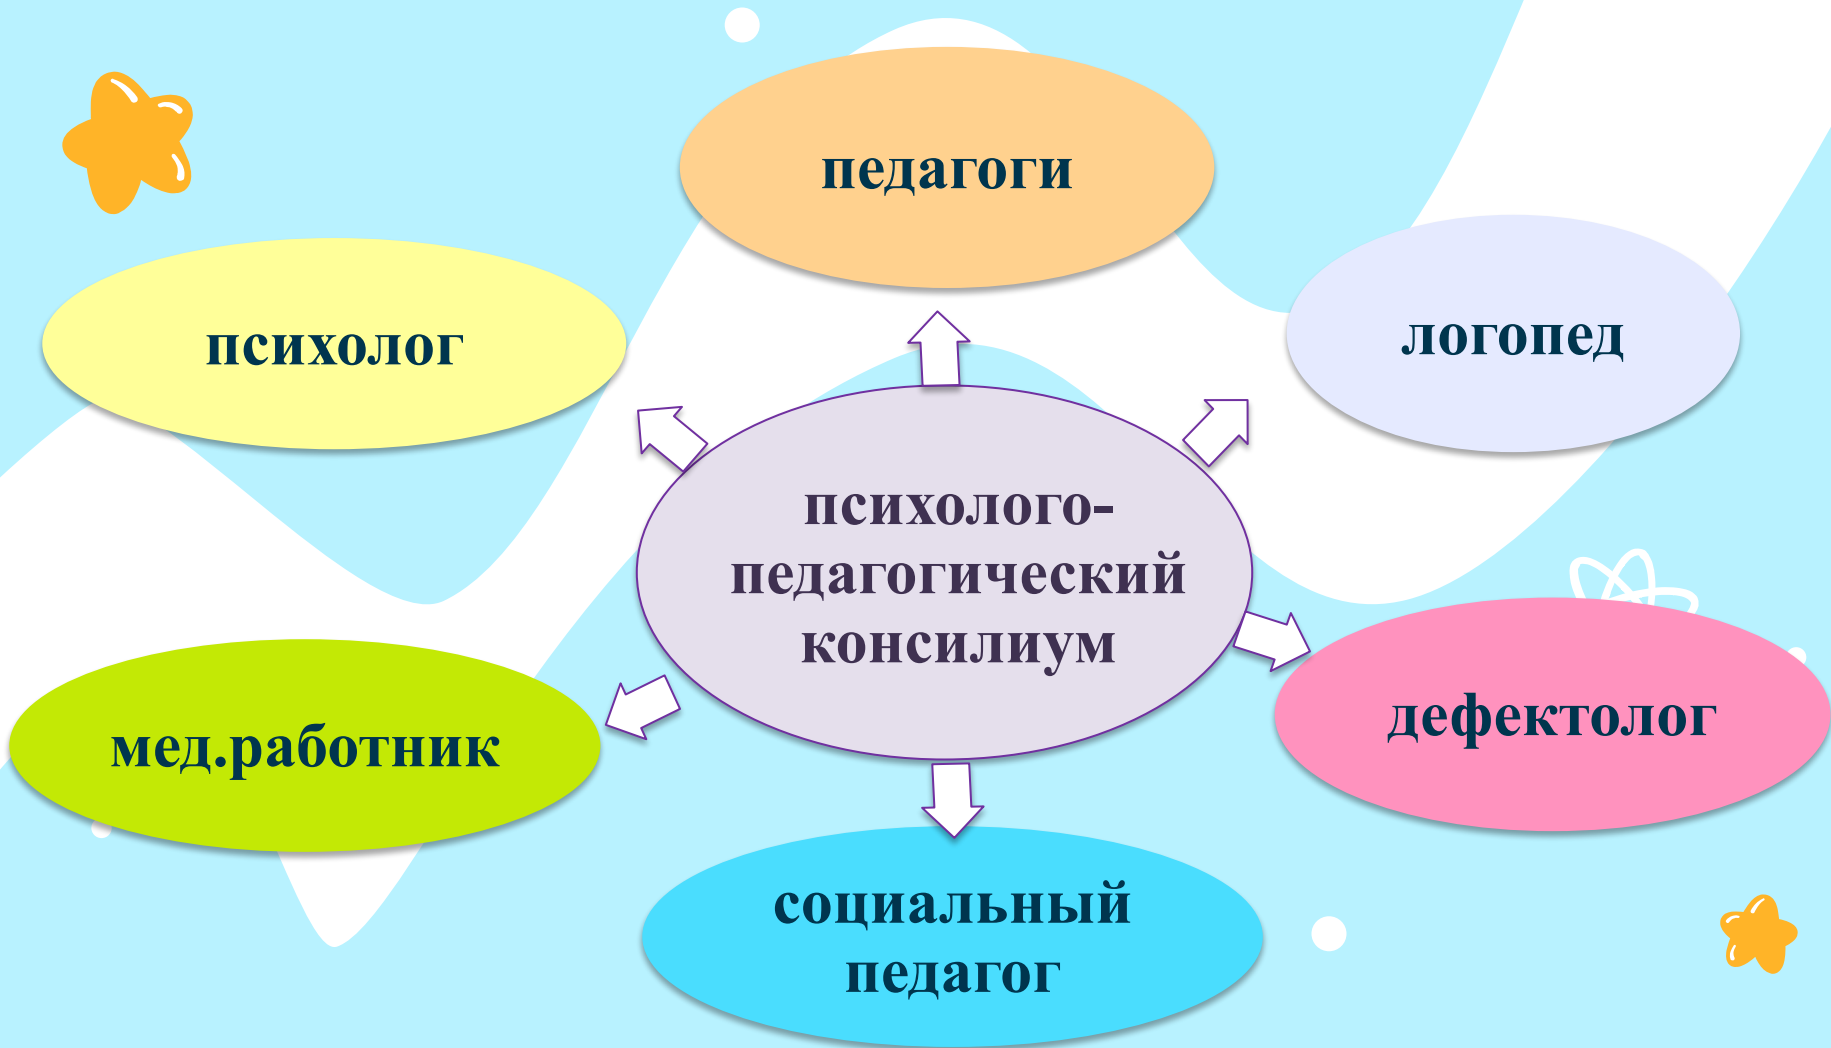 педагоги
психолог
логопед
психолого-
педагогический
консилиум
мед.работник
дефектолог
социальный
педагог